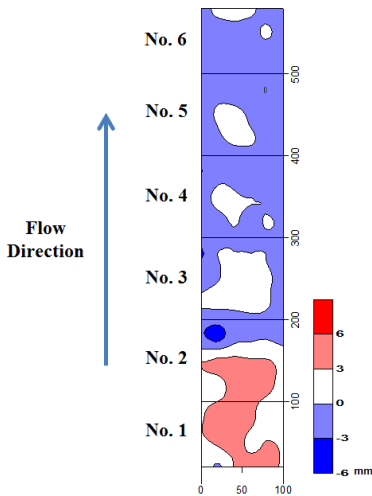 No. 6
500
No. 5
400
No. 4
Flow
Direction
300
No. 3
200
No. 2
100
No. 1
6
3
0
-3
-6 mm
0 50 100